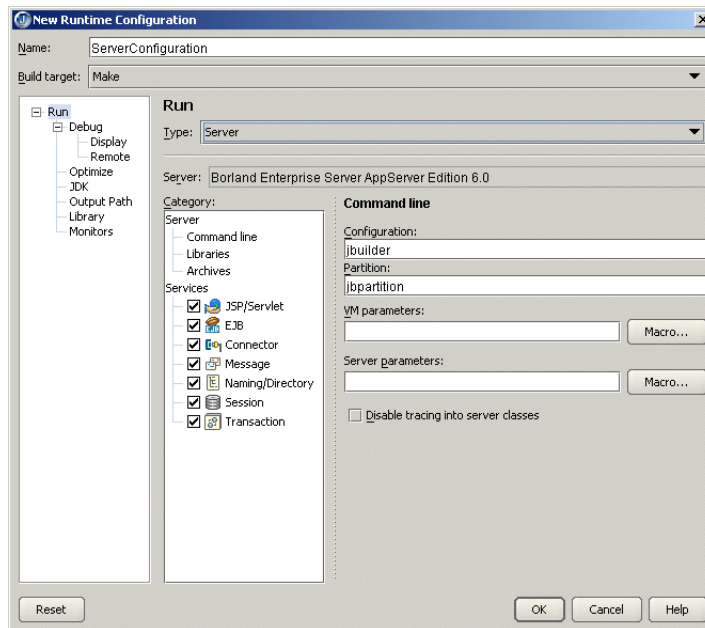 New Runtime Configuration
Name: ServerConfiguration
Build target: Make
Run
Debug
Display
Remote
Optimize
JDK
Output Path
Library
Monitors
Run
Type: Server
Server: Borland Enterprise Server AppServer Edition 6.0
Category:
Server
Command line
Libraries
Archives
Services
JSP/Servlet
EJB
Connector
Message
Naming/Directory
Session
Transaction
Command line
Configuration:
jbuilder
Partition:
jbpartition
VM parameters:
Macro...
Server parameters:
Macro...
Disable tracing into server classes
Reset OK Cancel Help